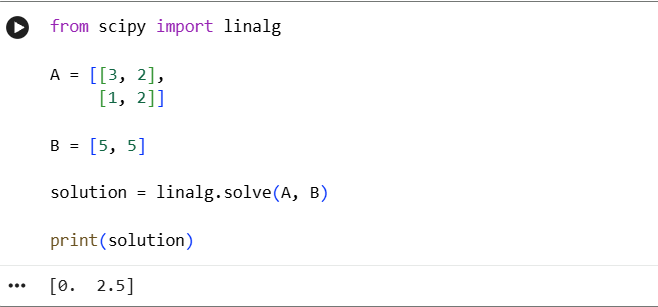 from scipy import linalg
A = [[3, 2],
[1, 2]]
B = [5, 5]
solution = linalg.solve(A, B)
print(solution)
[0.  2.5]